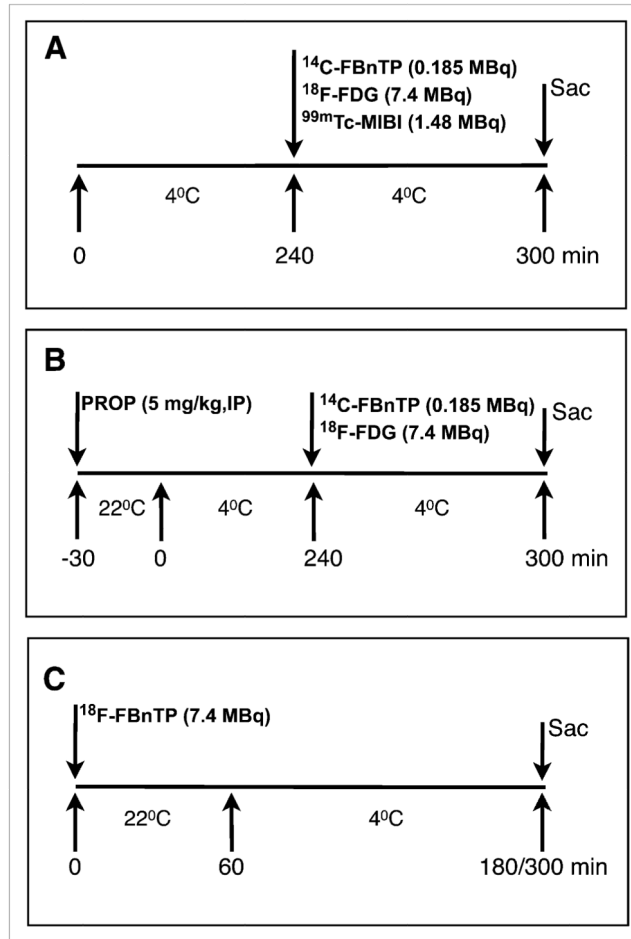 A
¹⁴C-FBnTP (0.185 MBq)
¹⁸F-FDG (7.4 MBq)
⁹⁹ᵐTc-MIBI (1.48 MBq)
Sac
4⁰C 4⁰C
0 240 300 min
B
PROP (5 mg/kg,IP)
¹⁴C-FBnTP (0.185 MBq)
¹⁸F-FDG (7.4 MBq)
Sac
22⁰C 4⁰C 4⁰C
-30 0 240 300 min
C
¹⁸F-FBnTP (7.4 MBq)
Sac
22⁰C 4⁰C
0 60 180/300 min